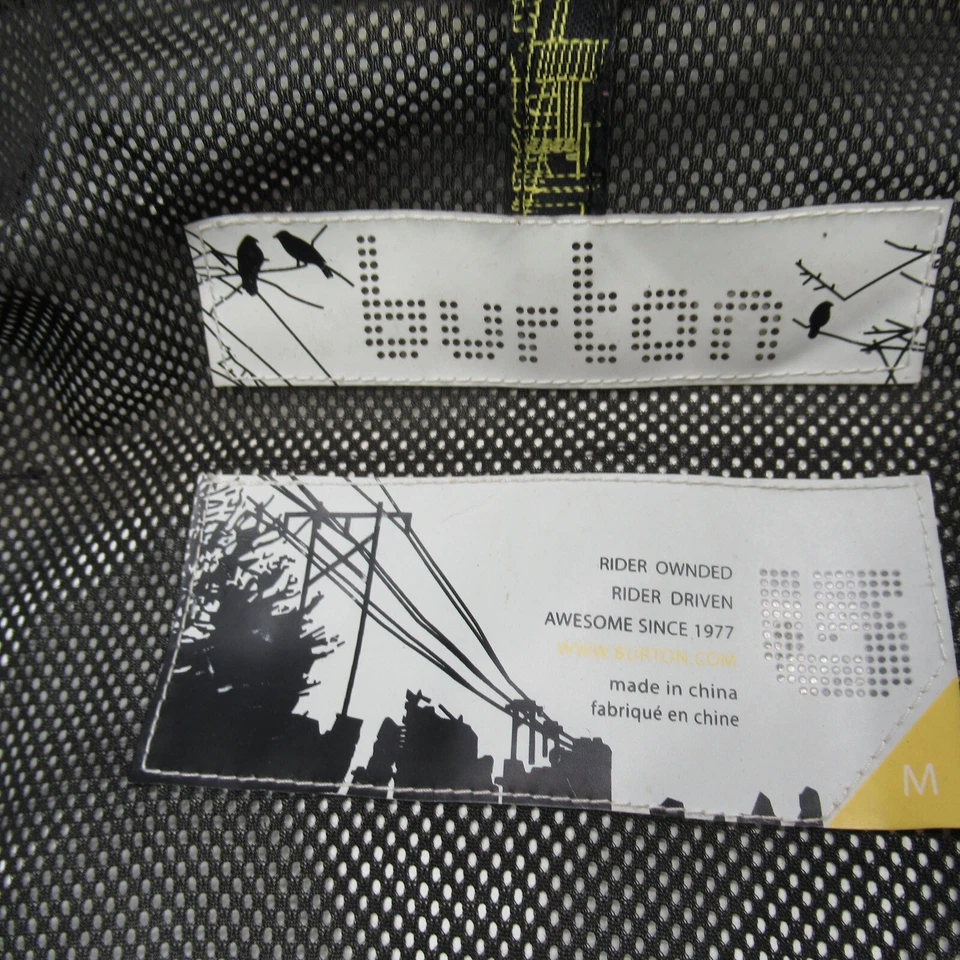 burton
RIDER OWNDED
RIDER DRIVEN
AWESOME SINCE 1977
WWW.BURTON.COM
made in china
fabriqué en chine
M